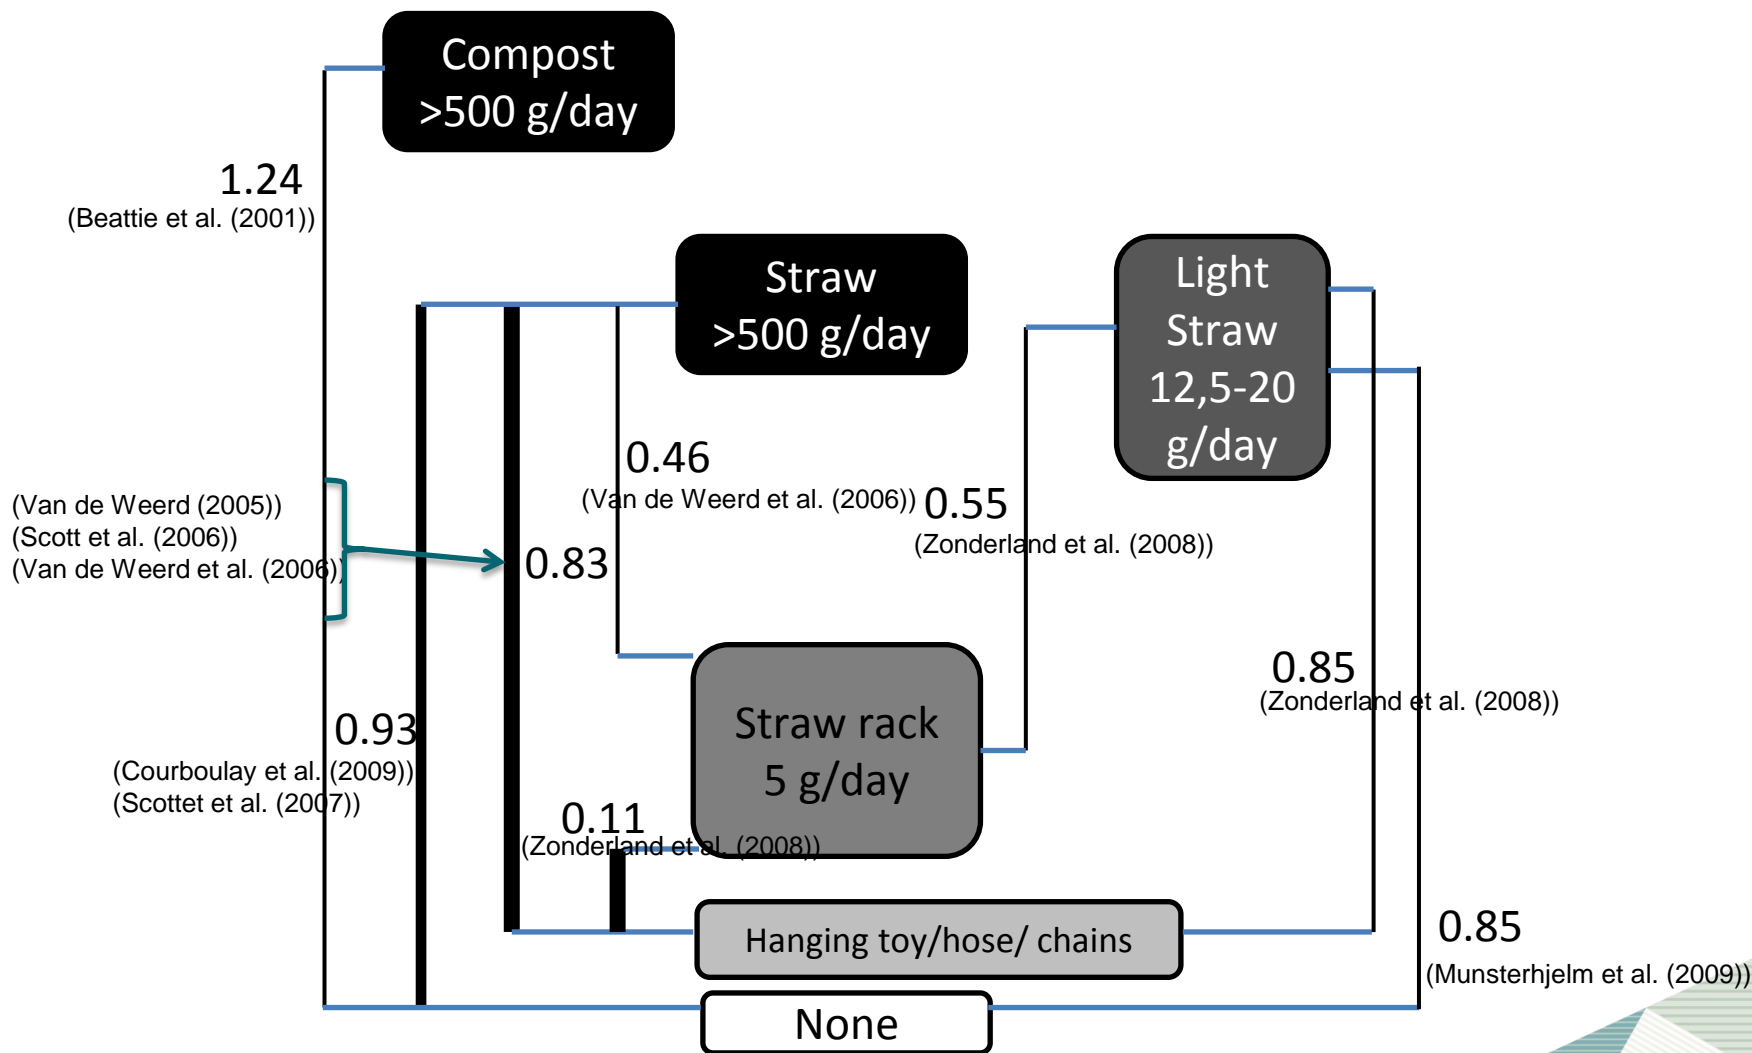 Compost
>500 g/day
1.24
(Beattie et al. (2001))
Straw
>500 g/day
Light
Straw
12,5-20
g/day
0.46
(Van de Weerd et al. (2006))
0.55
(Zonderland et al. (2008))
(Van de Weerd (2005))
(Scott et al. (2006))
(Van de Weerd et al. (2006))
0.83
0.85
(Zonderland et al. (2008))
0.93
(Courboulay et al. (2009))
(Scottet et al. (2007))
Straw rack
5 g/day
0.11
(Zonderland et al. (2008))
Hanging toy/hose/ chains
0.85
(Munsterhjelm et al. (2009))
None